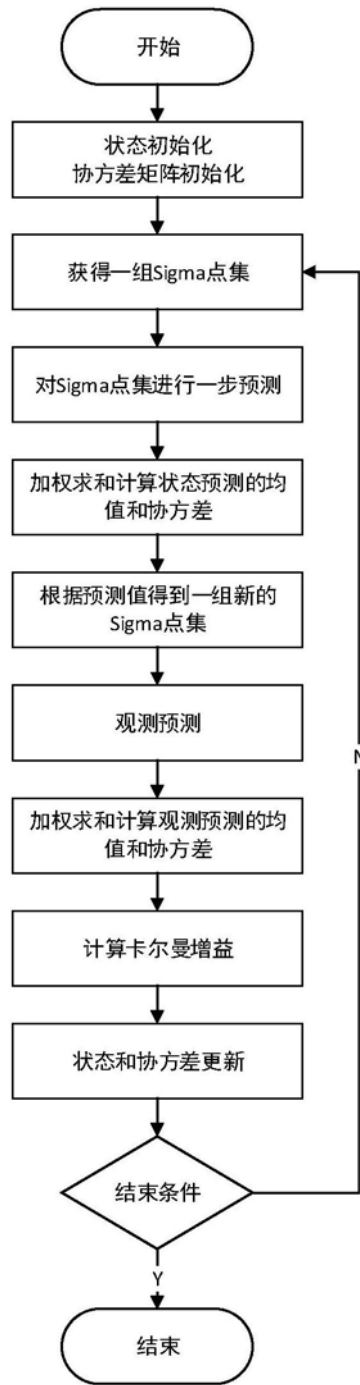 开始
状态初始化
协方差矩阵初始化
获得一组Sigma点集
对Sigma点集进行一步预测
加权求和计算状态预测的均
值和协方差
根据预测值得到一组新的
Sigma点集
观测预测
N
加权求和计算观测预测的均
值和协方差
计算卡尔曼增益
状态和协方差更新
结束条件
Y
结束